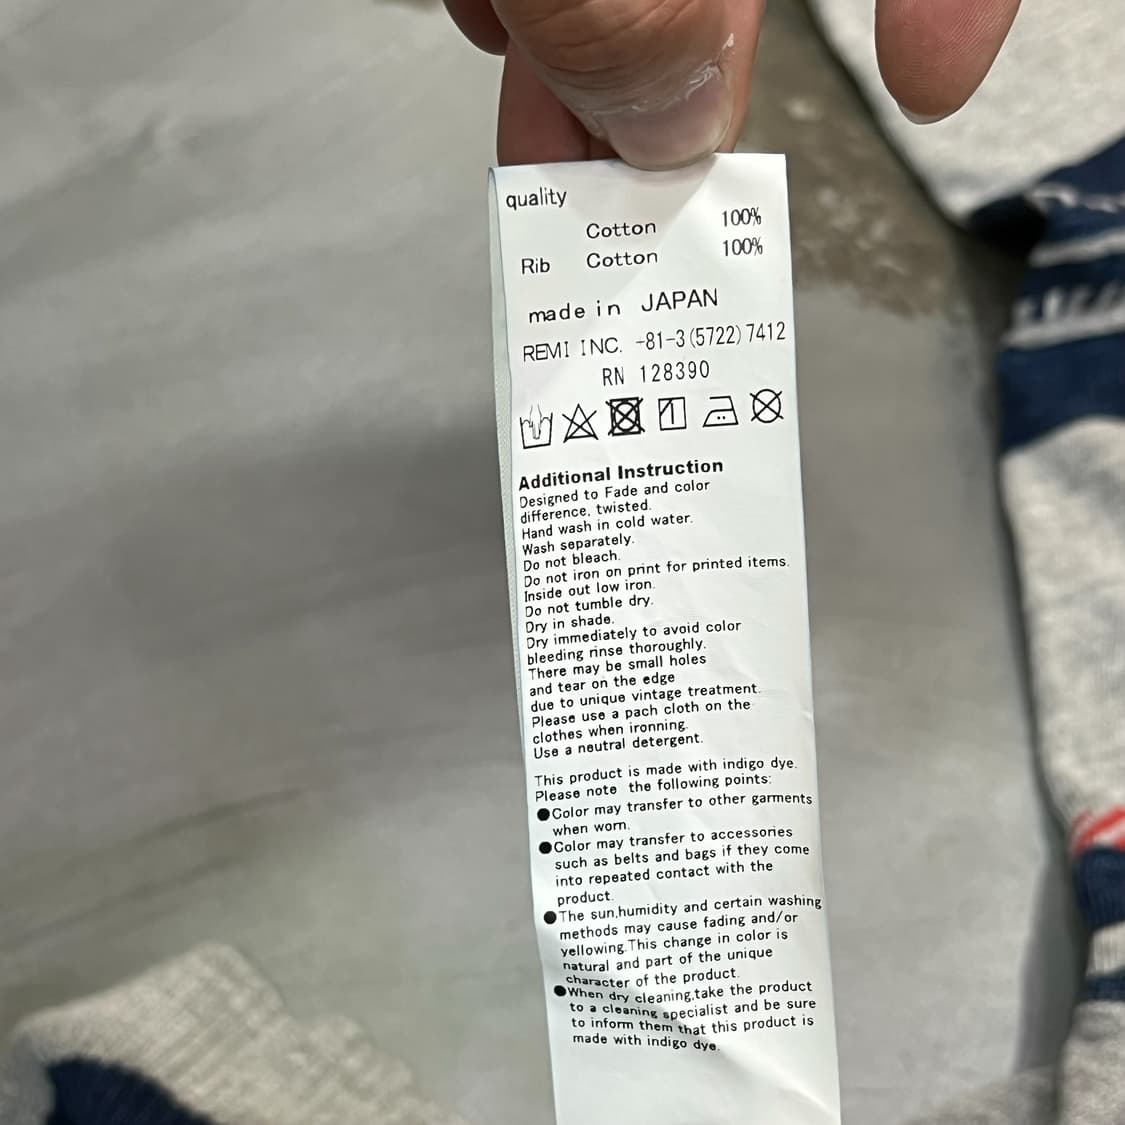 quality
Cotton 100%
Rib Cotton 100%
made in JAPAN
REMI INC. -81-3(5722)7412
RN 128390
Additional Instruction
Designed to Fade and color
difference, twisted.
Hand wash in cold water.
Wash separately.
Do not bleach.
Do not iron on print for printed items.
Inside out low iron.
Do not tumble dry.
Dry in shade.
Dry immediately to avoid color
bleeding rinse thoroughly.
There may be small holes
and tear on the edge
due to unique vintage treatment.
Please use a pach cloth on the
clothes when ironning.
Use a neutral detergent.
This product is made with indigo dye.
Please note the following points:
●Color may transfer to other garments
when worn.
●Color may transfer to accessories
such as belts and bags if they come
into repeated contact with the
product.
●The sun,humidity and certain washing
methods may cause fading and/or
yellowing.This change in color is
natural and part of the unique
character of the product.
●When dry cleaning,take the product
to a cleaning specialist and be sure
to inform them that this product is
made with indigo dye.